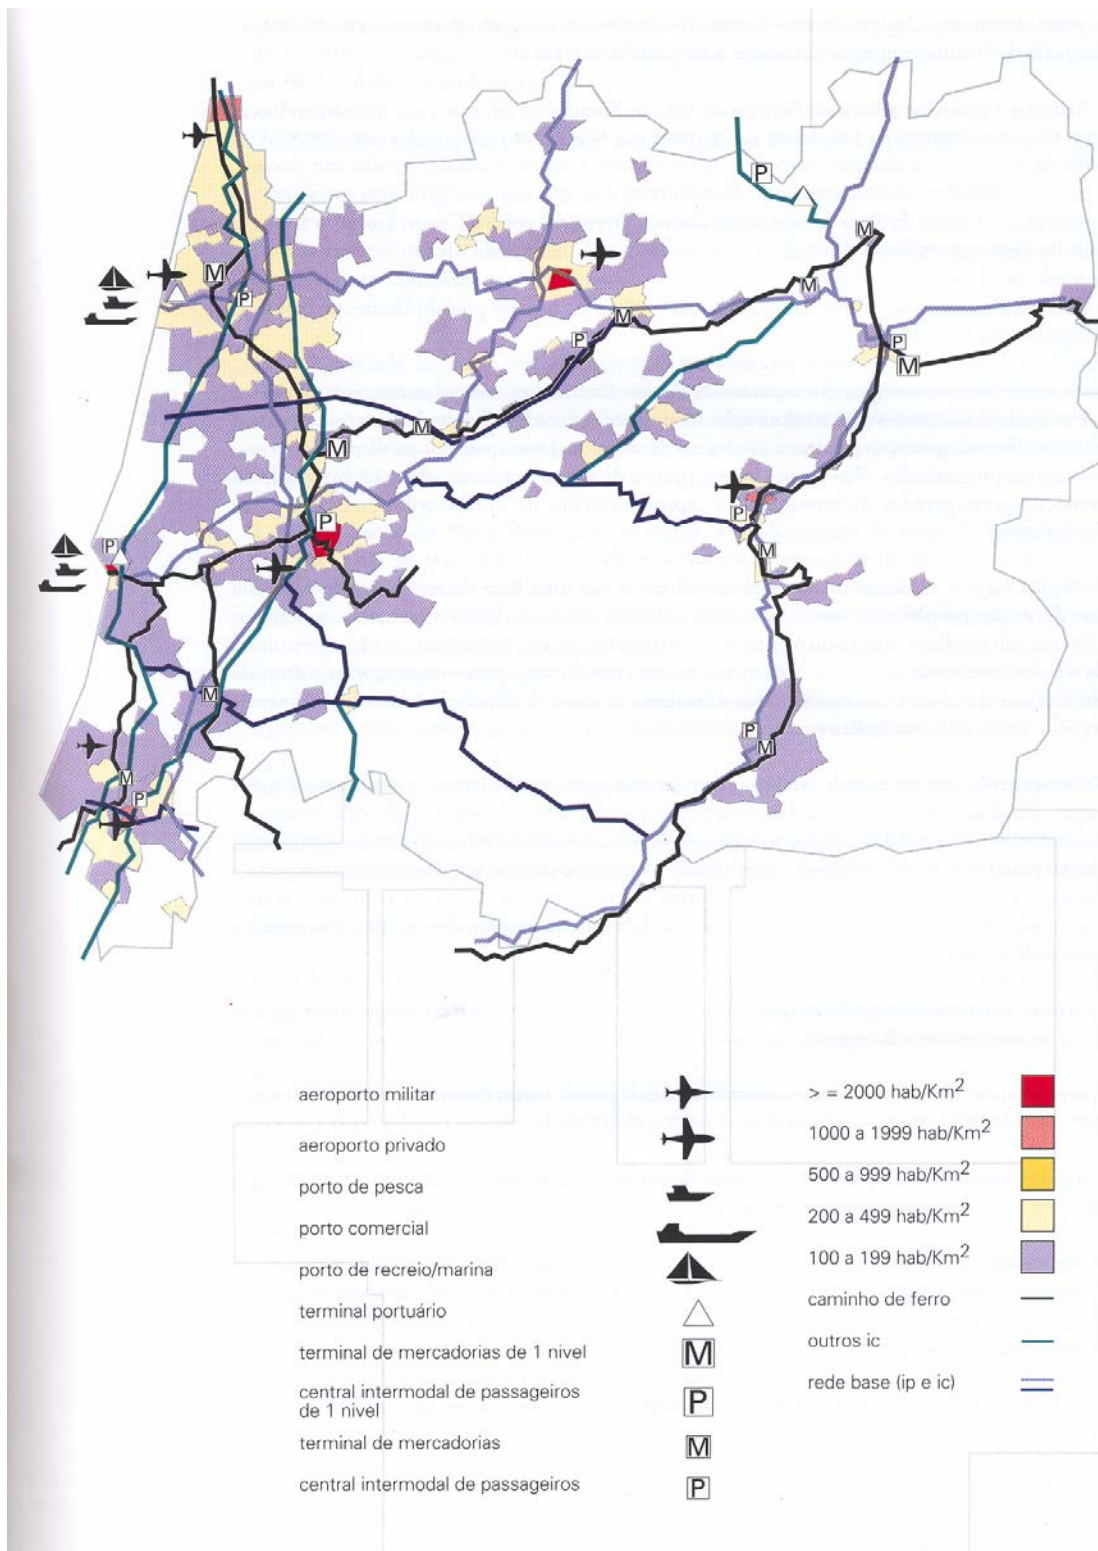 M
P
M
P
M
P
M
P
M
M
M
P
M
M
P
P
P
M
M
P
M
M
P
aeroporto militar
aeroporto privado
porto de pesca
porto comercial
porto de recreio/marina
terminal portuário
terminal de mercadorias de 1 nivel
M
central intermodal de passageiros
de 1 nivel
P
terminal de mercadorias
M
central intermodal de passageiros
P
> = 2000 hab/Km²
1000 a 1999 hab/Km²
500 a 999 hab/Km²
200 a 499 hab/Km²
100 a 199 hab/Km²
caminho de ferro
outros ic
rede base (ip e ic)